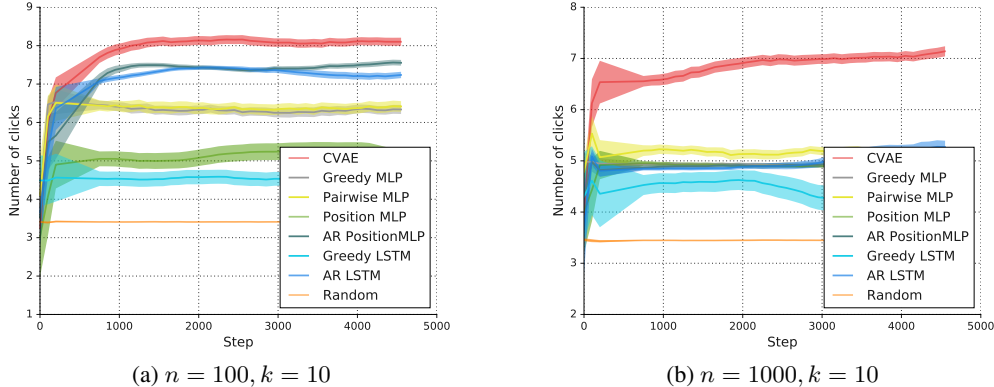 9
8
7
6
5
4
3
2
1
Number of clicks
0
1000
2000
3000
4000
5000
Step
CVAE
Greedy MLP
Pairwise MLP
Position MLP
AR PositionMLP
Greedy LSTM
AR LSTM
Random
(a) n = 100, k = 10
8
7
6
5
4
3
2
Number of clicks
0
1000
2000
3000
4000
5000
Step
CVAE
Greedy MLP
Pairwise MLP
Position MLP
AR PositionMLP
Greedy LSTM
AR LSTM
Random
(b) n = 1000, k = 10